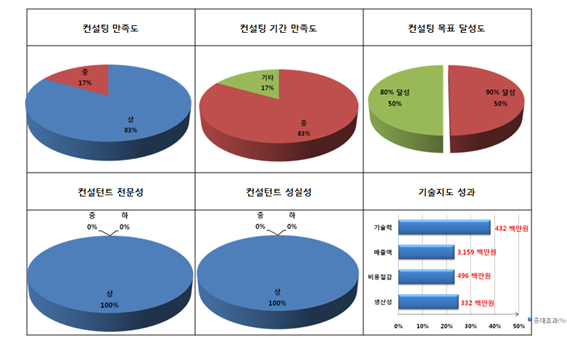 컨설팅 만족도
컨설팅 기간 만족도
컨설팅 목표 달성도
중
17%
상
83%
기타
17%
중
83%
80% 달성
50%
90% 달성
50%
컨설턴트 전문성
컨설턴트 성실성
기술지도 성과
중
0%
하
0%
상
100%
중
0%
하
0%
상
100%
기술력
432 백만원
매출액
3,159 백만원
비용절감
496 백만원
생산성
332 백만원
0% 10% 20% 30% 40% 50%
증대효과(%)